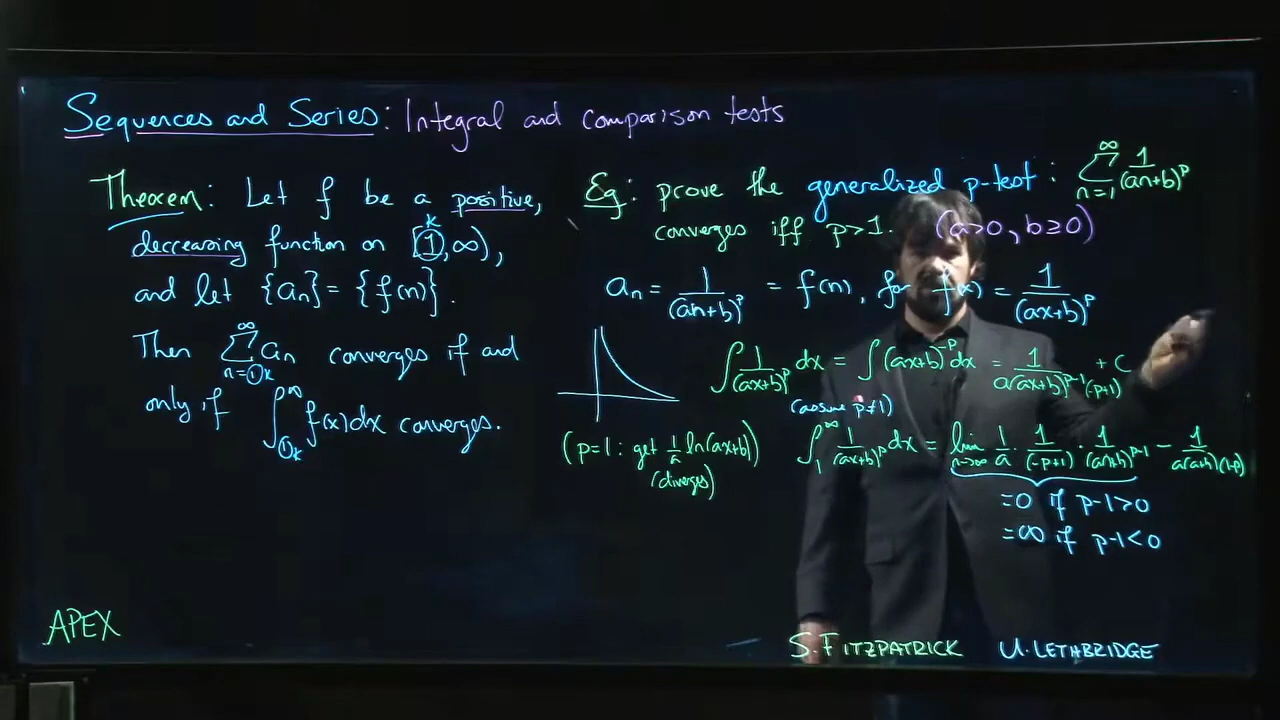 Sequences and Series: Integral and comparison tests
Theorem: Let f be a positive,
decreasing function on [1,∞),
k
and let {aₙ} = {f(n)}.
Then ∑_{n=1 k}^{∞} aₙ converges if and
only if ∫_{1 k}^{∞} f(x)dx converges.
Eg: prove the generalized p-test: ∑_{n=1}^{∞} 1/(an+b)^p
converges iff p>1. (a>0, b≥0)
aₙ = 1/(an+b)^p = f(n), for f(x) = 1/(ax+b)^p
∫ 1/(ax+b)^p dx = ∫ (ax+b)^{-p} dx = 1/(a(ax+b)^{p-1}(-p+1)) + C
(assume p≠1)
(p=1: get 1/a ln(ax+b))
(diverges)
∫_1^∞ 1/(ax+b)^p dx = lim_{n→∞} 1/a · 1/(-p+1) · 1/(an+b)^{p-1} - 1/(a(a+b)(1-p))
=0 if p-1>0
=∞ if p-1<0
APEX
S. FITZPATRICK U. LETHBRIDGE